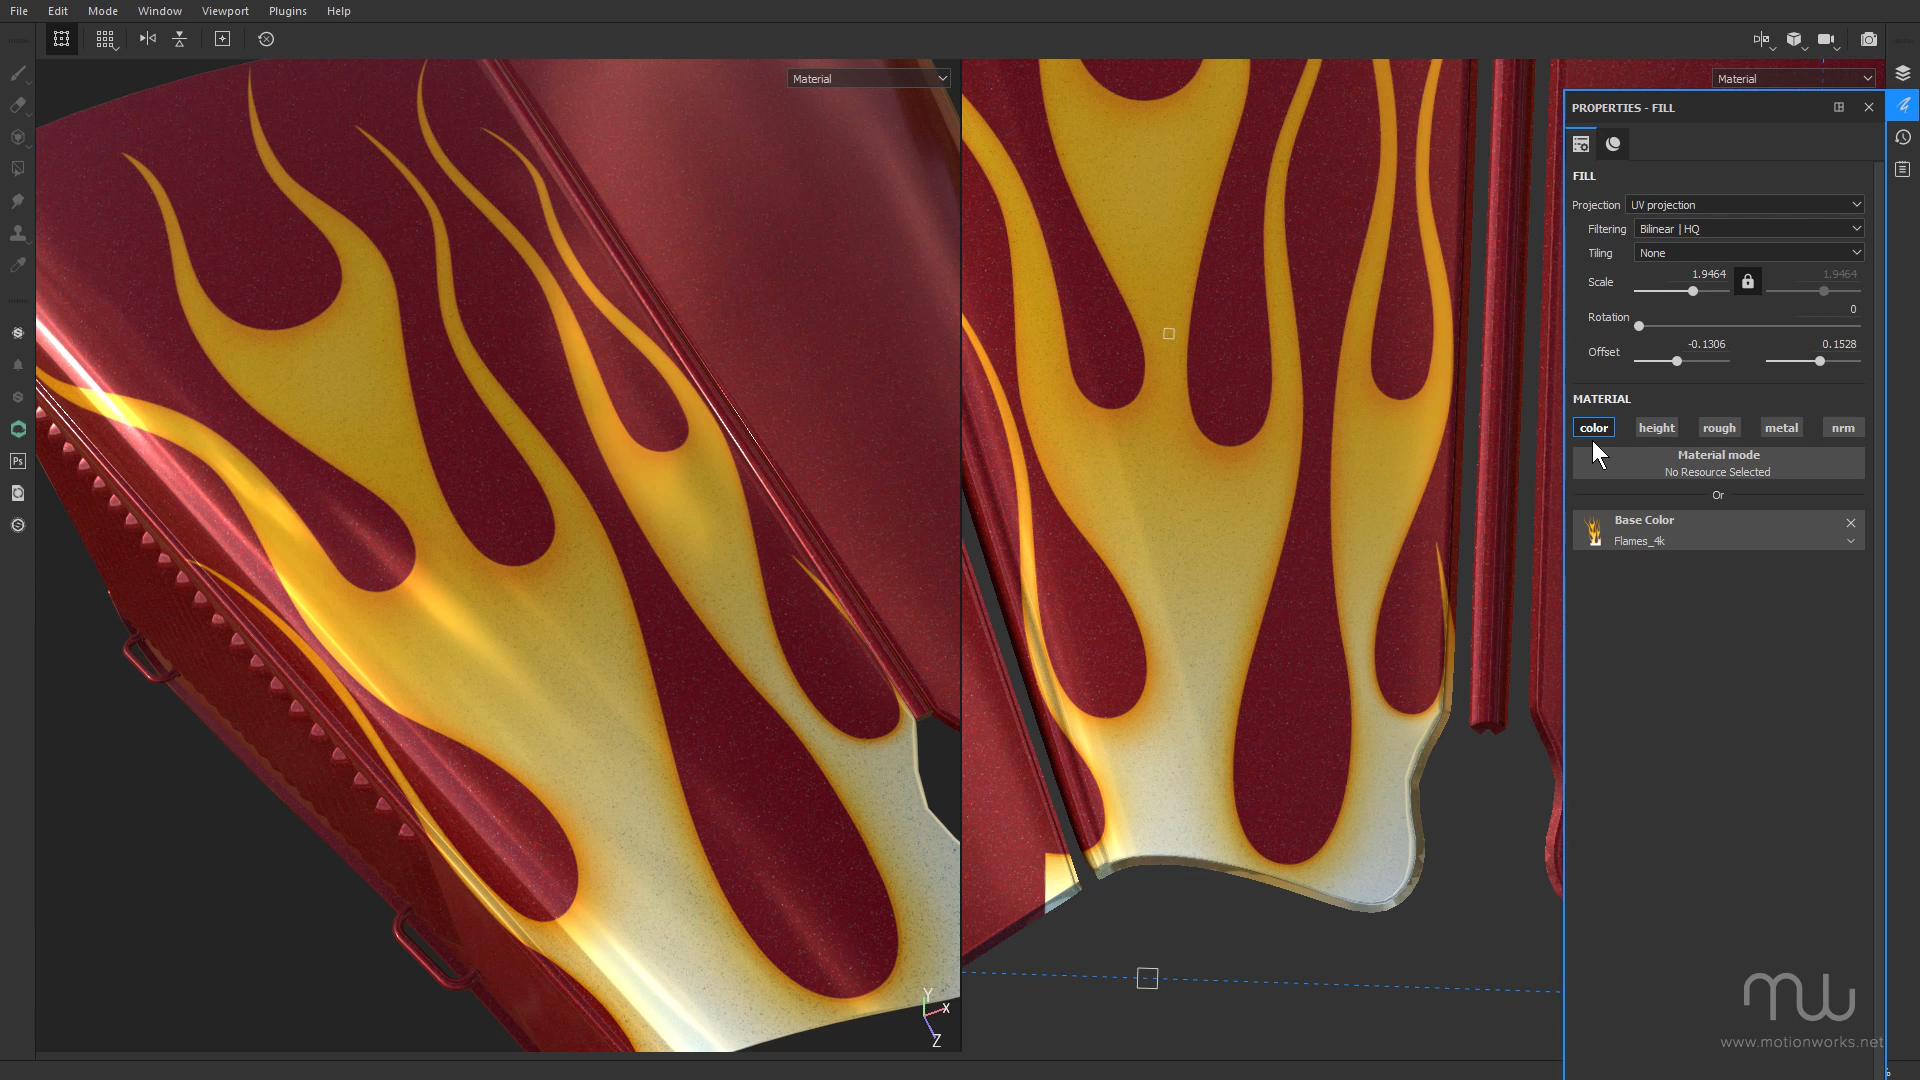 File Edit Mode Window Viewport Plugins Help
Material
Material
PROPERTIES - FILL
FILL
Projection UV projection
Filtering Bilinear | HQ
Tiling None
Scale 1.9464 1.9464
Rotation 0
Offset -0.1306 0.1528
MATERIAL
color height rough metal nrm
Material mode
No Resource Selected
Or
Base Color
Flames_4k
Ps
Y
X
Z
mw
www.motionworks.net